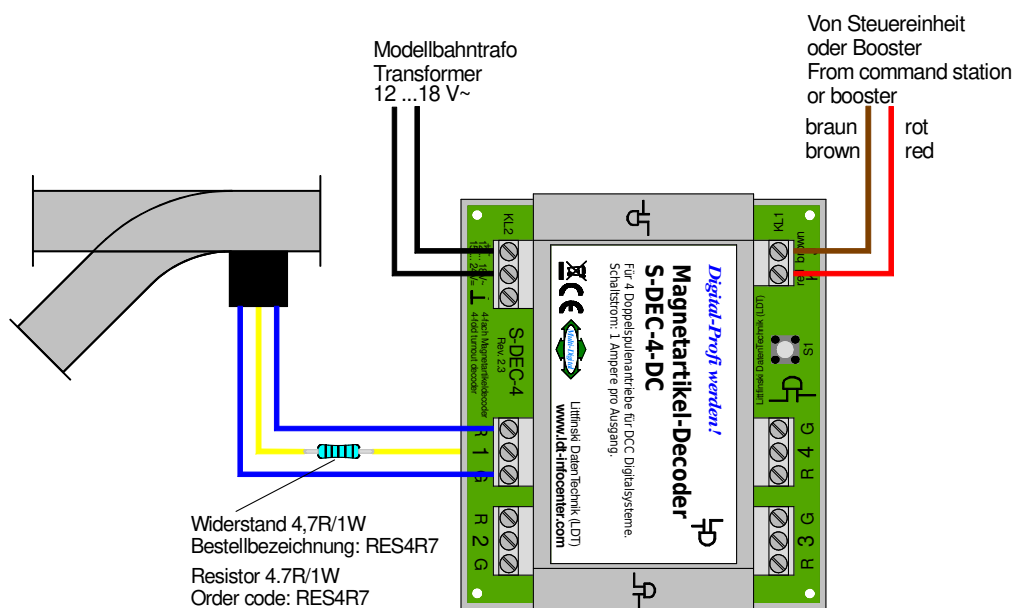 Modellbahntrafo
Transformer
12 ...18 V~
Von Steuereinheit
oder Booster
From command station
or booster
braun
brown
rot
red
KL2
4-fach Magnetartikeldecoder
4-fold turnout decoder
S-DEC-4
Rev. 2.3
R 1 G
R 2 G
Digital-Profi werden!
Magnetartikel-Decoder
S-DEC-4-DC
Für 4 Doppelspulenantriebe für DCC Digitalsysteme.
Schaltstrom: 1 Ampere pro Ausgang.
CE
Multi-Digital
Littfinski DatenTechnik (LDT)
www.ldt-infocenter.com
KL1
red brown
S1
Littfinski DatenTechnik (LDT)
R 4 G
R 3 G
Widerstand 4,7R/1W
Bestellbezeichnung: RES4R7
Resistor 4.7R/1W
Order code: RES4R7